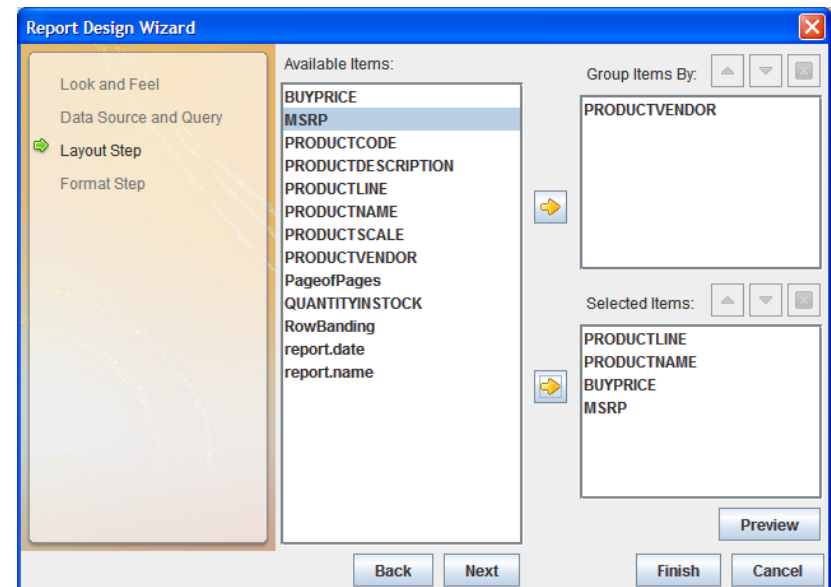 Report Design Wizard
Look and Feel
Data Source and Query
Layout Step
Format Step
Available Items:
BUYPRICE
MSRP
PRODUCTCODE
PRODUCTDESCRIPTION
PRODUCTLINE
PRODUCTNAME
PRODUCTSCALE
PRODUCTVENDOR
PageofPages
QUANTITYINSTOCK
RowBanding
report.date
report.name
Group Items By:
PRODUCTVENDOR
Selected Items:
PRODUCTLINE
PRODUCTNAME
BUYPRICE
MSRP
Preview
Back Next Finish Cancel